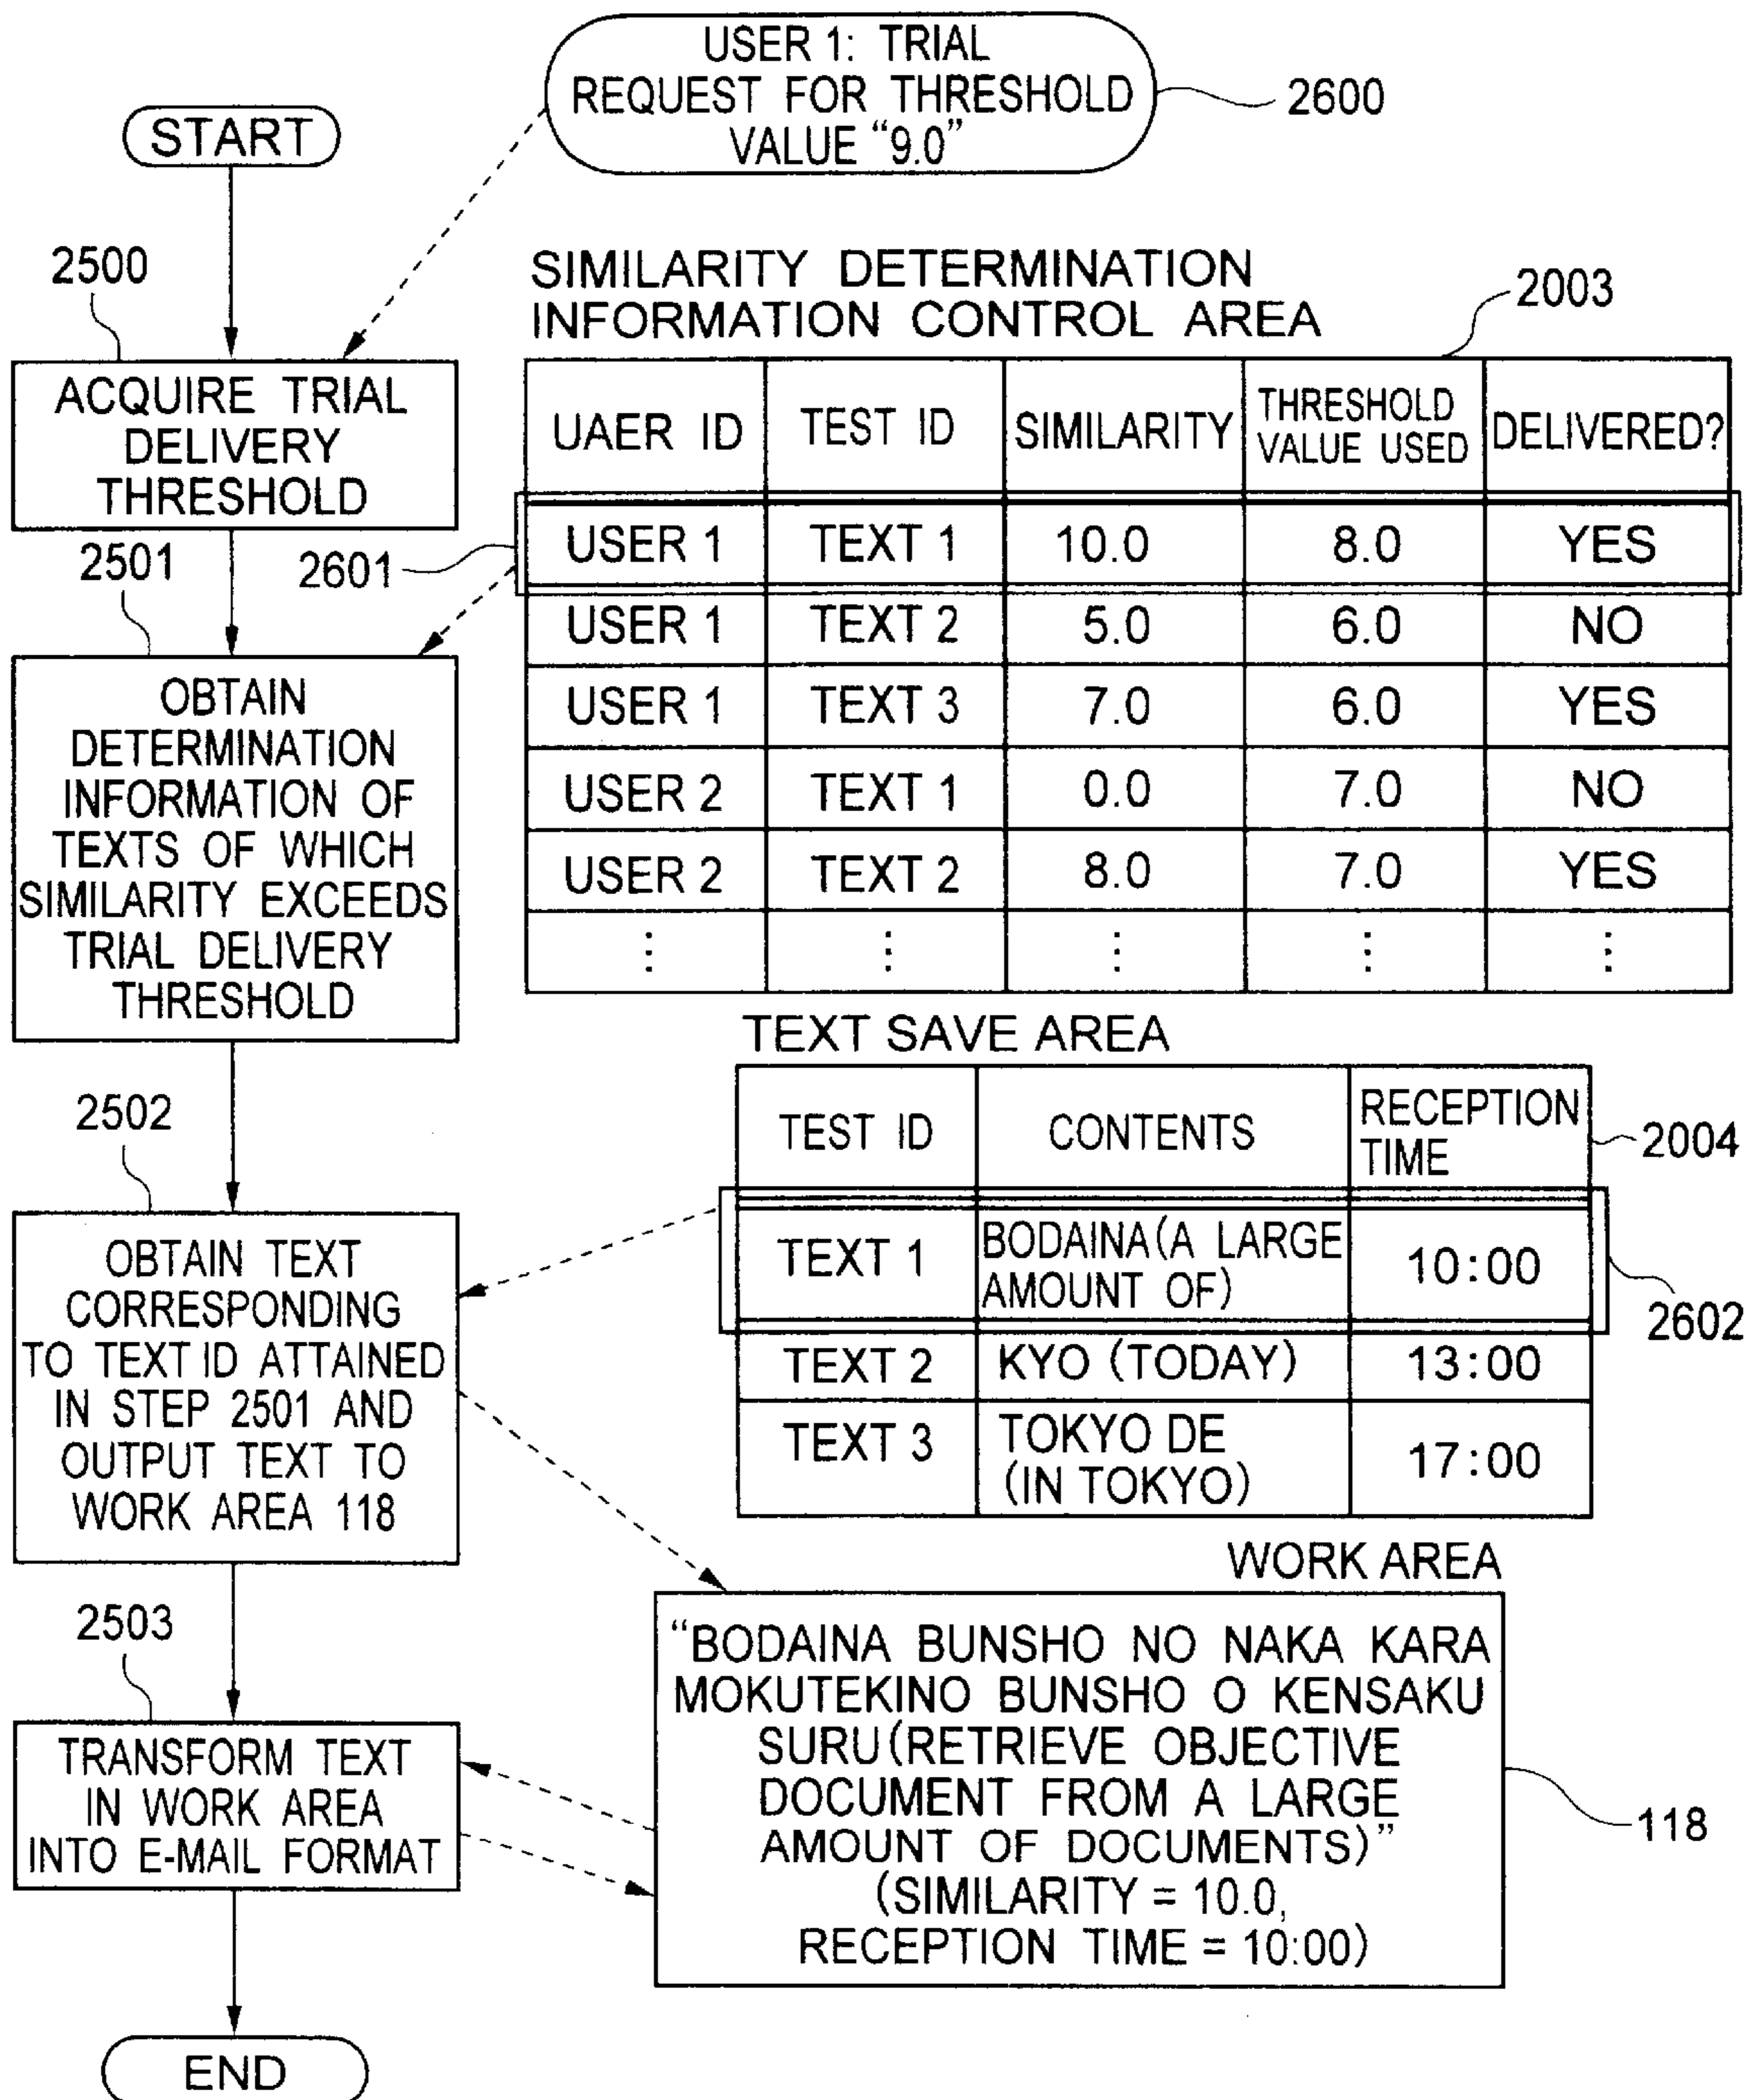 USER 1: TRIAL
REQUEST FOR THRESHOLD
VALUE “9.0”
2600
START
2500
ACQUIRE TRIAL
DELIVERY
THRESHOLD
SIMILARITY DETERMINATION
INFORMATION CONTROL AREA
2003
UAER ID TEST ID SIMILARITY THRESHOLD VALUE USED DELIVERED?
USER 1 TEXT 1 10.0 8.0 YES
USER 1 TEXT 2 5.0 6.0 NO
USER 1 TEXT 3 7.0 6.0 YES
USER 2 TEXT 1 0.0 7.0 NO
USER 2 TEXT 2 8.0 7.0 YES
⋮ ⋮ ⋮ ⋮ ⋮
2501
2601
OBTAIN
DETERMINATION
INFORMATION OF
TEXTS OF WHICH
SIMILARITY EXCEEDS
TRIAL DELIVERY
THRESHOLD
TEXT SAVE AREA
TEST ID CONTENTS RECEPTION
TIME
2004
TEXT 1 BODAINA(A LARGE
AMOUNT OF) 10:00
2602
TEXT 2 KYO (TODAY) 13:00
TEXT 3 TOKYO DE
(IN TOKYO) 17:00
2502
OBTAIN TEXT
CORRESPONDING
TO TEXT ID ATTAINED
IN STEP 2501 AND
OUTPUT TEXT TO
WORK AREA 118
WORK AREA
“BODAINA BUNSHO NO NAKA KARA
MOKUTEKINO BUNSHO O KENSAKU
SURU(RETRIEVE OBJECTIVE
DOCUMENT FROM A LARGE
AMOUNT OF DOCUMENTS)”
(SIMILARITY = 10.0,
RECEPTION TIME = 10:00)
118
2503
TRANSFORM TEXT
IN WORK AREA
INTO E-MAIL FORMAT
END